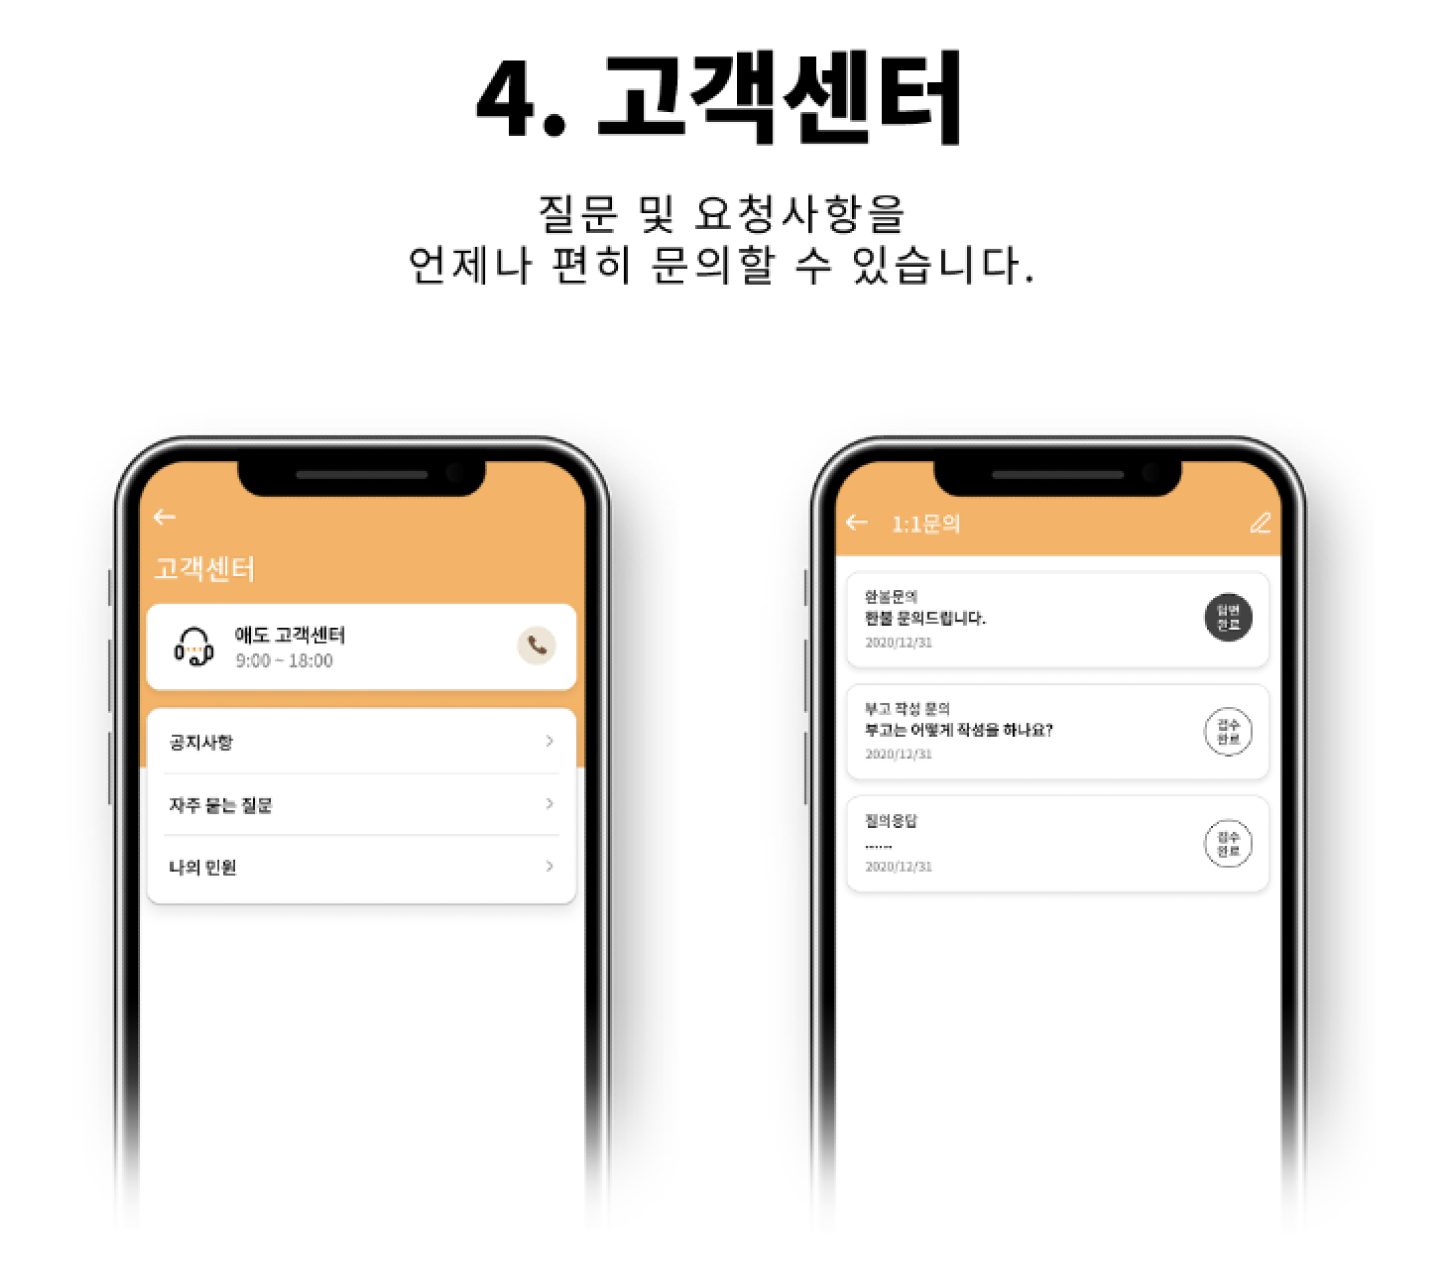 4. 고객센터
질문 및 요청사항을
언제나 편히 문의할 수 있습니다.
고객센터
애도 고객센터
9:00 ~ 18:00
공지사항
자주 묻는 질문
나의 민원
1:1문의
환불문의
환불 문의드립니다.
2020/12/31
답변
완료
부고 작성 문의
부고는 어떻게 작성을 하나요?
2020/12/31
접수
완료
질의응답
......
2020/12/31
접수
완료